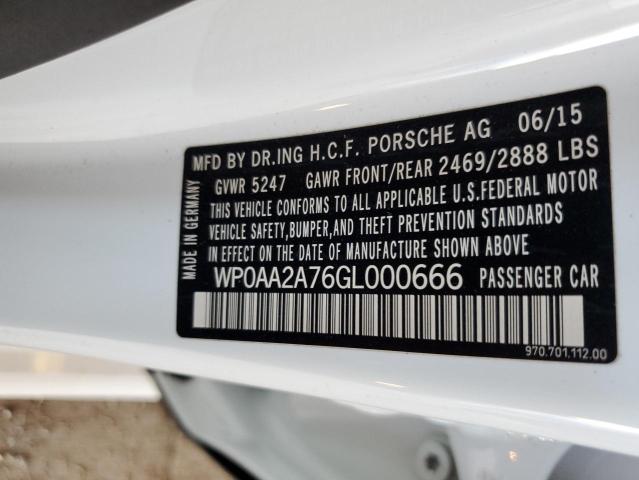 MFD BY DR.ING H.C.F. PORSCHE AG 06/15
GVWR 5247 GAWR FRONT/REAR 2469/2888 LBS
THIS VEHICLE CONFORMS TO ALL APPLICABLE U.S.FEDERAL MOTOR
VEHICLE SAFETY,BUMPER,AND THEFT PREVENTION STANDARDS
IN EFFECT ON THE DATE OF MANUFACTURE SHOWN ABOVE
WP0AA2A76GL000666 PASSENGER CAR
970.701.112.00
MADE IN GERMANY